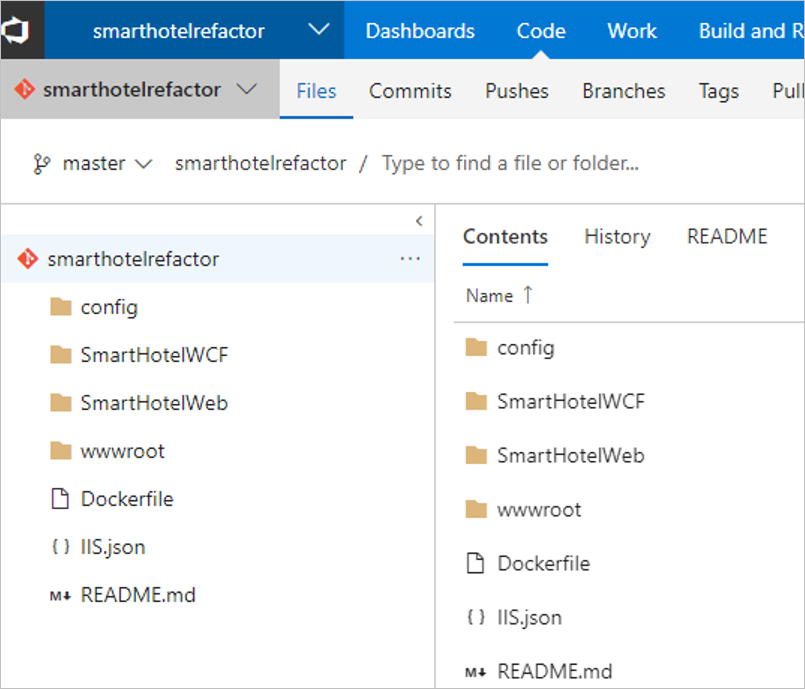 smarthotelrefactor Dashboards Code Work Build and R
smarthotelrefactor Files Commits Pushes Branches Tags Pull
master smarthotelrefactor / Type to find a file or folder...
smarthotelrefactor ...
config
SmartHotelWCF
SmartHotelWeb
wwwroot
Dockerfile
{ } IIS.json
M↓ README.md
Contents History README
Name ↑
config
SmartHotelWCF
SmartHotelWeb
wwwroot
Dockerfile
{ } IIS.json
M↓ README.md